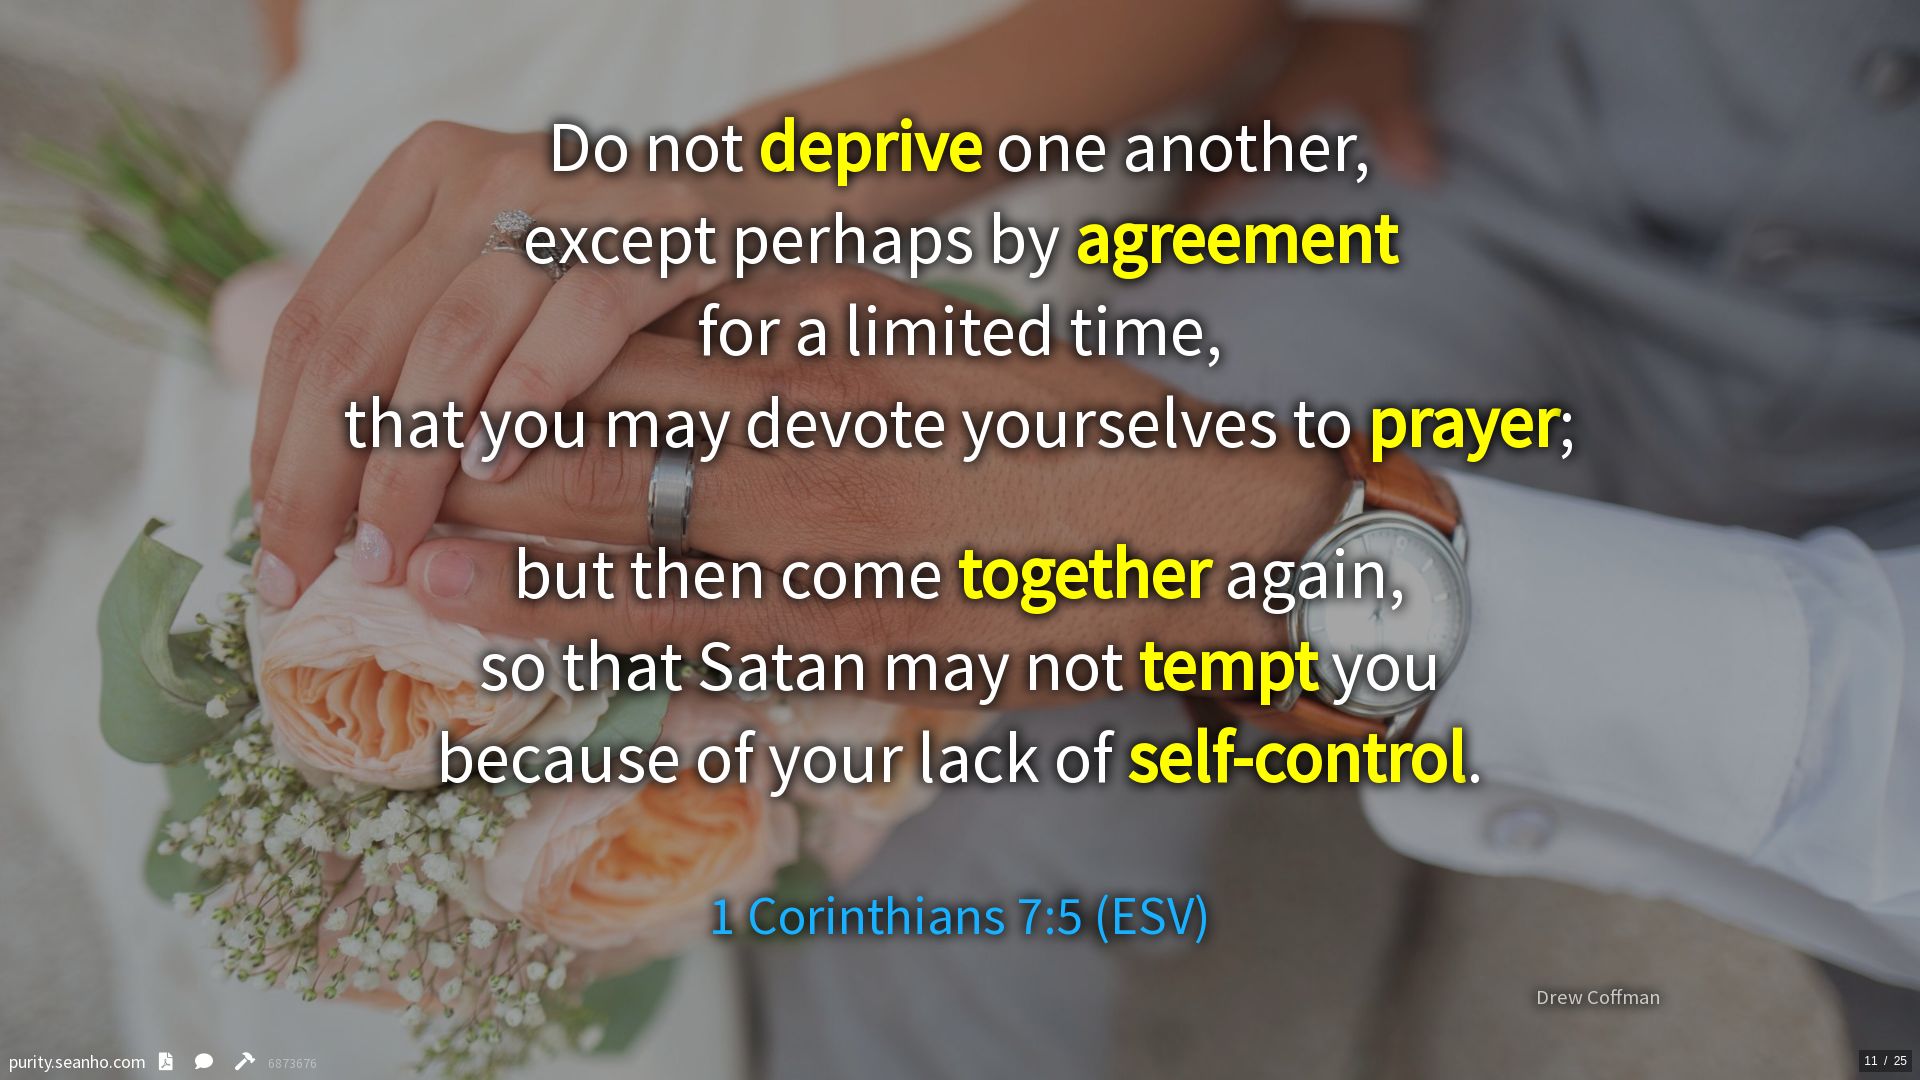 Do not deprive one another,
except perhaps by agreement
for a limited time,
that you may devote yourselves to prayer;
but then come together again,
so that Satan may not tempt you
because of your lack of self-control.
1 Corinthians 7:5 (ESV)
Drew Coffman
purity.seanho.com 6873676
11 / 25